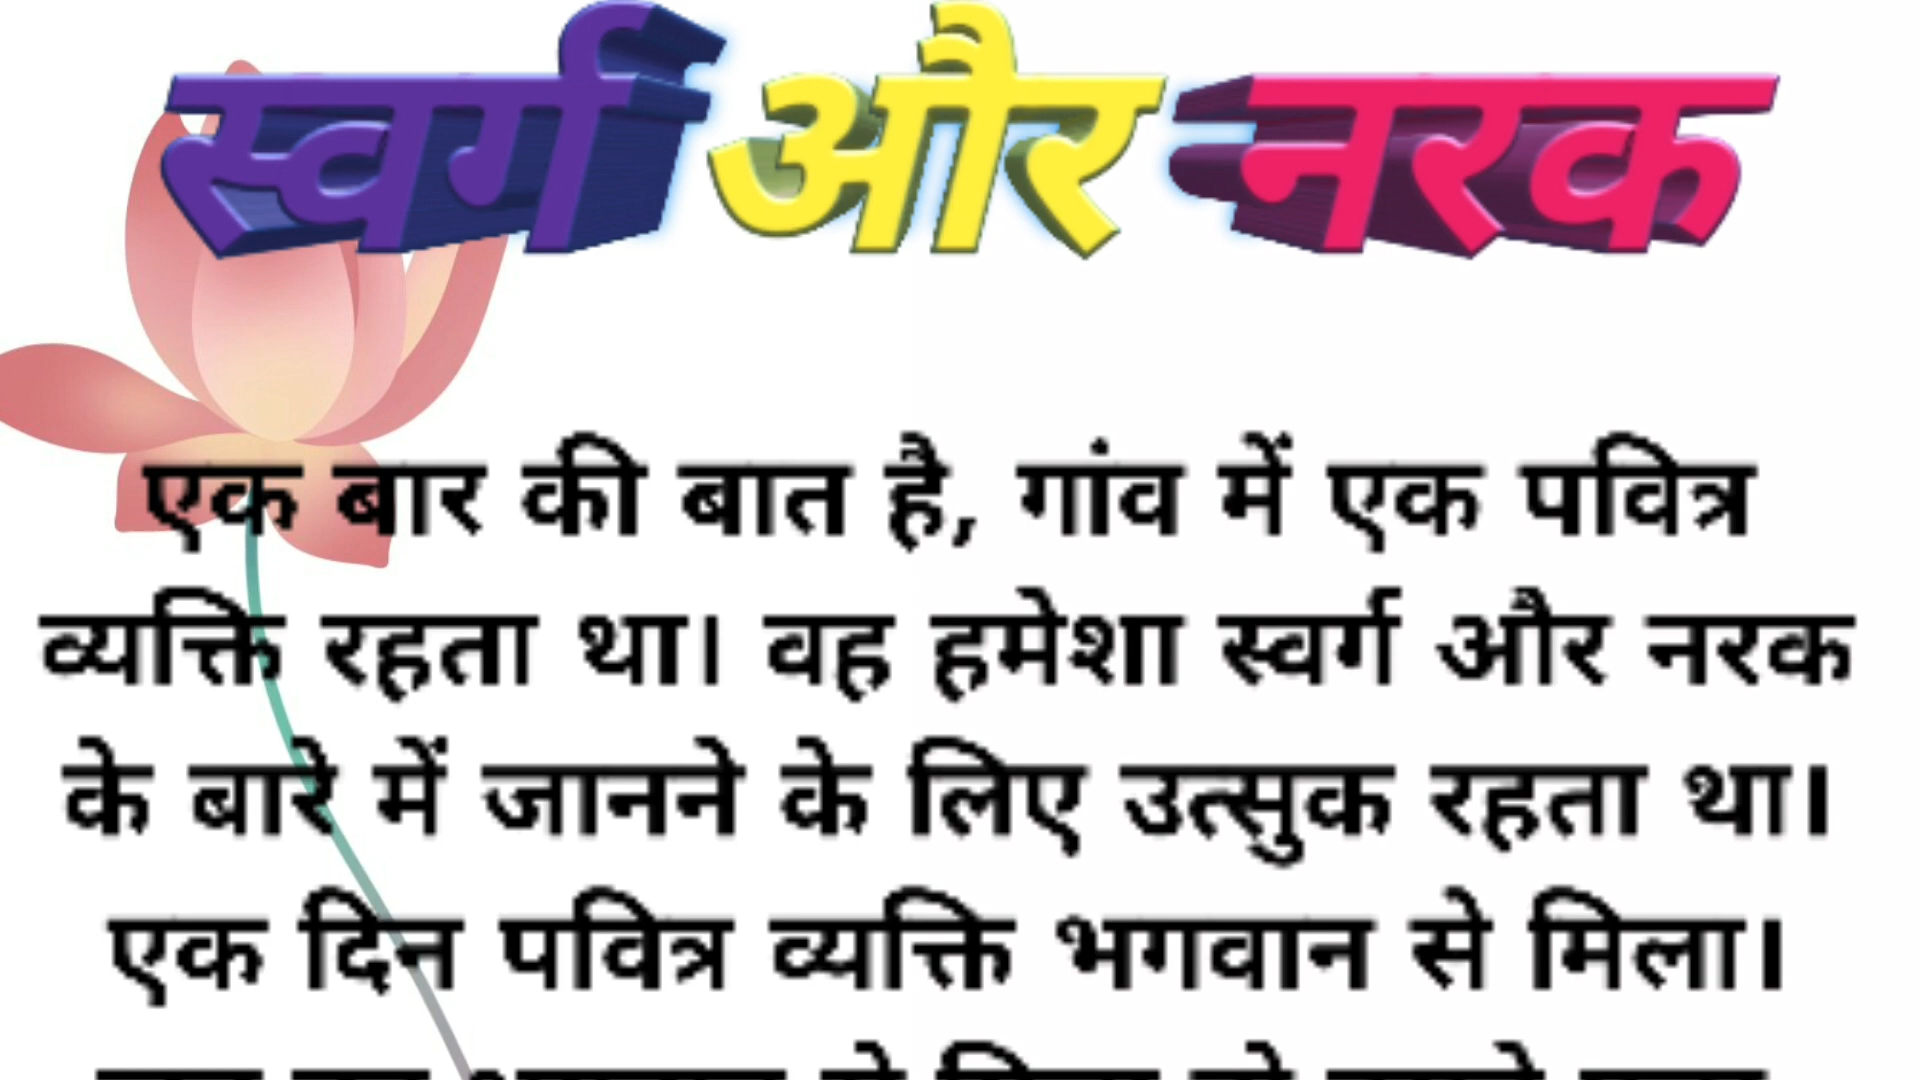 स्वर्ग और नरक
एक बार की बात है, गांव में एक पवित्र
व्यक्ति रहता था। वह हमेशा स्वर्ग और नरक
के बारे में जानने के लिए उत्सुक रहता था।
एक दिन पवित्र व्यक्ति भगवान से मिला।